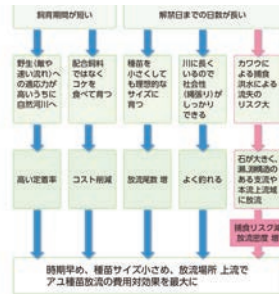 飼育期間が短い
解禁日までの日数が長い
野生(敵や
速い流れ)へ
の適応力が
高いうちに
自然河川へ
配合飼料
ではなく
コケを
食べて育つ
種苗を
小さくしても
理想的な
サイズに
育つ
川に長く
いるので
社会性
(縄張り)が
しっかり
できる
カワウに
よる捕食
洪水による
流失の
リスク大
高い定着率
コスト削減
放流尾数 増
よく釣れる
石が大きく、
瀬、淵構造の
ある支流や
本流上流域
に放流
捕食リスク減
放流密度 増
時期早め、種苗サイズ小さめ、放流場所 上流で
アユ種苗放流の費用対効果を最大に